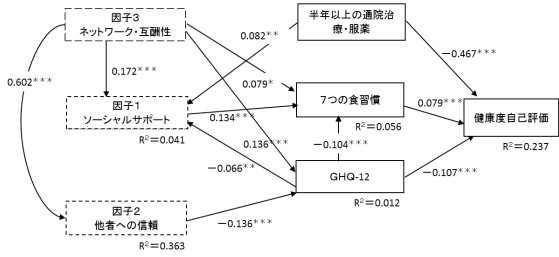 因子3
ネットワーク・互酬性
半年以上の通院治
療・服薬
0.082**
-0.467***
0.602***
0.172***
0.079*
因子1
ソーシャルサポート
R²=0.041
0.134***
7つの食習慣
R²=0.056
0.079***
健康度自己評価
R²=0.237
0.136***
-0.104***
-0.066**
GHQ-12
R²=0.012
-0.107***
因子2
他者への信頼
R²=0.363
-0.136***